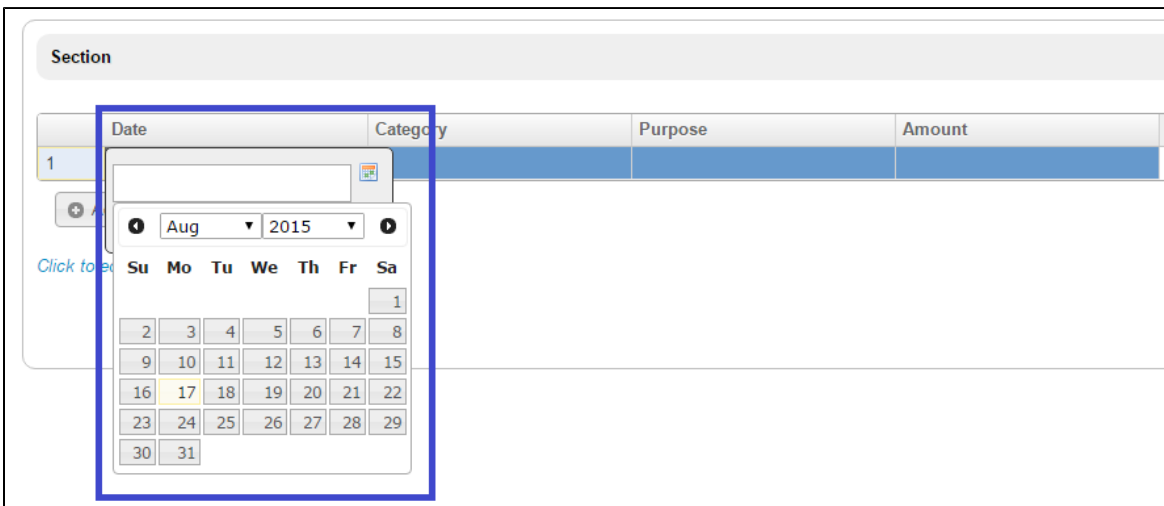 Section
Date Category Purpose Amount
1
Aug 2015
Click to
Su Mo Tu We Th Fr Sa
1
2 3 4 5 6 7 8
9 10 11 12 13 14 15
16 17 18 19 20 21 22
23 24 25 26 27 28 29
30 31